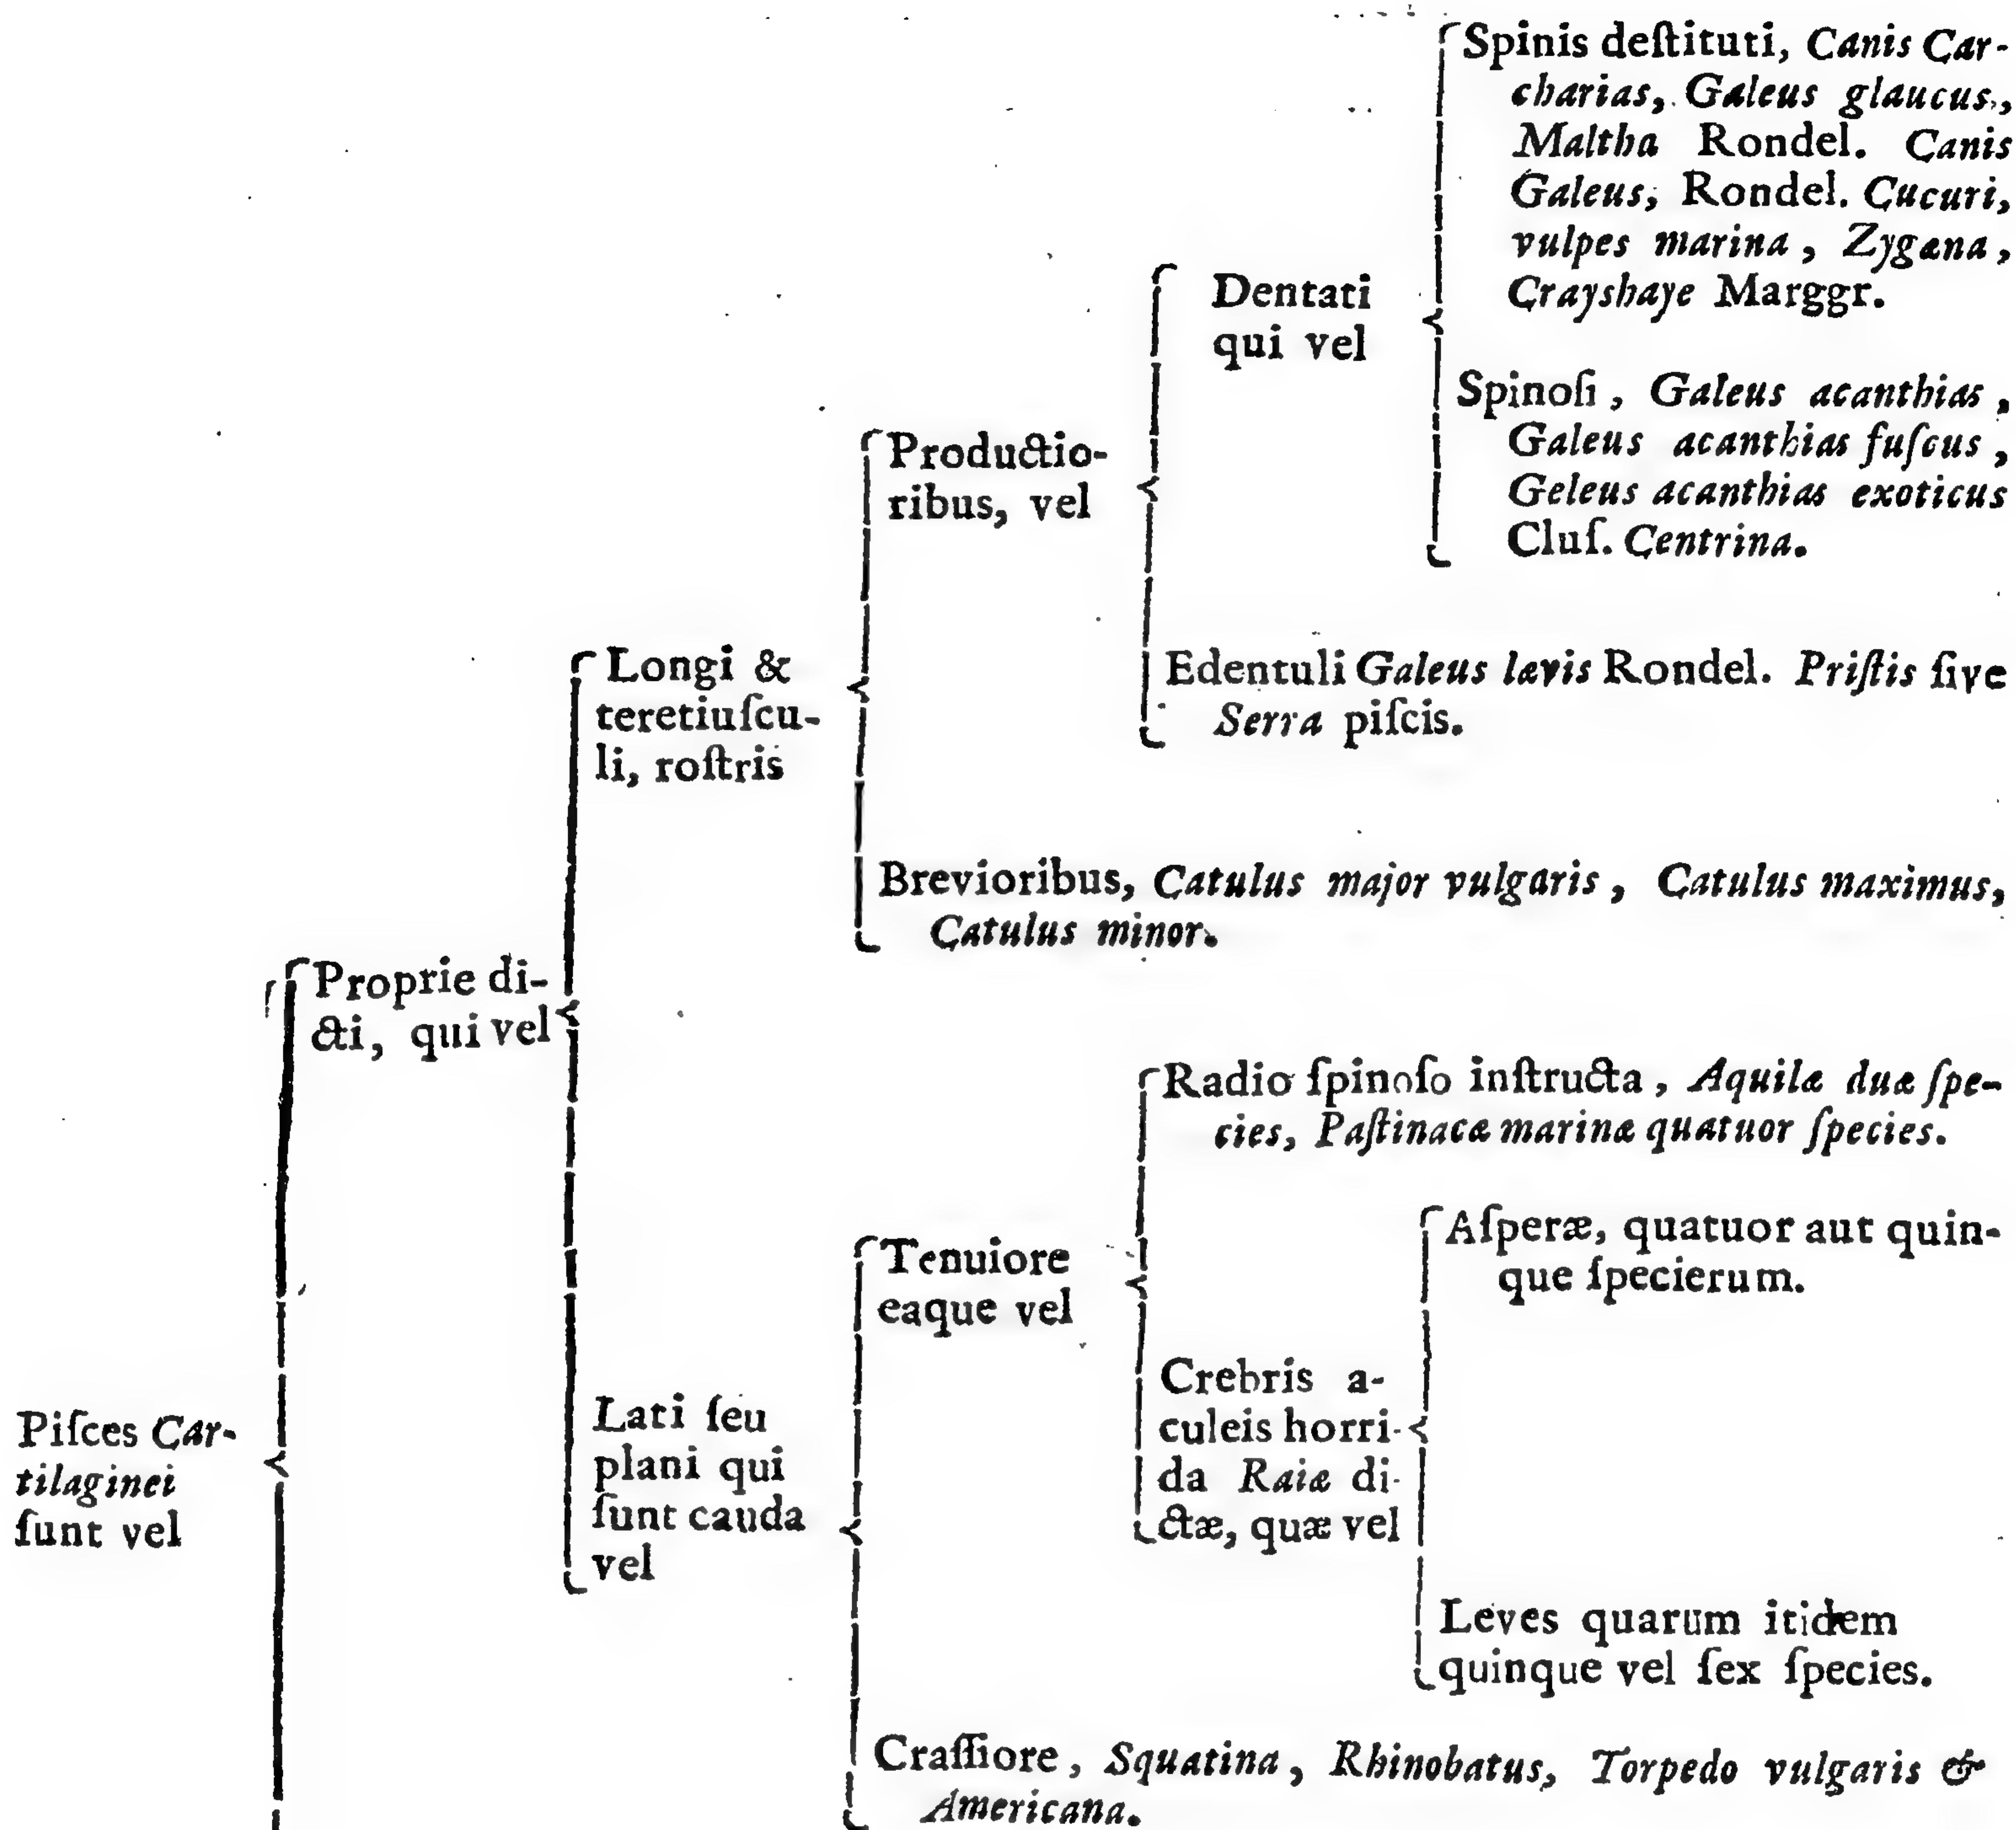 Piſces Car-
tilaginei
ſunt vel
Proprie di-
cti, qui vel
Longi &
teretiuſcu-
li, roſtris
Productio-
ribus, vel
Dentati
qui vel
Spinis deſtituti, Canis Car-
charias, Galeus glaucus,
Maltha Rondel. Canis
Galeus, Rondel. Cucuri,
vulpes marina, Zygæna,
Crayshaye Marggr.
Spinoſi, Galeus acanthias,
Galeus acanthias fuſcus,
Geleus acanthias exoticus
Cluſ. Centrina.
Edentuli Galeus lævis Rondel. Priſtis ſive
Serra piſcis.
Brevioribus, Catulus major vulgaris, Catulus maximus,
Catulus minor.
Lati ſeu
plani qui
ſunt cauda
vel
Tenuiore
eaque vel
Radio ſpinoſo inſtructa, Aquilæ duæ ſpe-
cies, Paſtinacæ marinæ quatuor ſpecies.
Crebris a-
culeis horri-
da Raiæ di-
ctæ, quæ vel
Aſperæ, quatuor aut quin-
que ſpecierum.
Leves quarum itidem
quinque vel ſex ſpecies.
Craſſiore, Squatina, Rhinobatus, Torpedo vulgaris &
Americana.